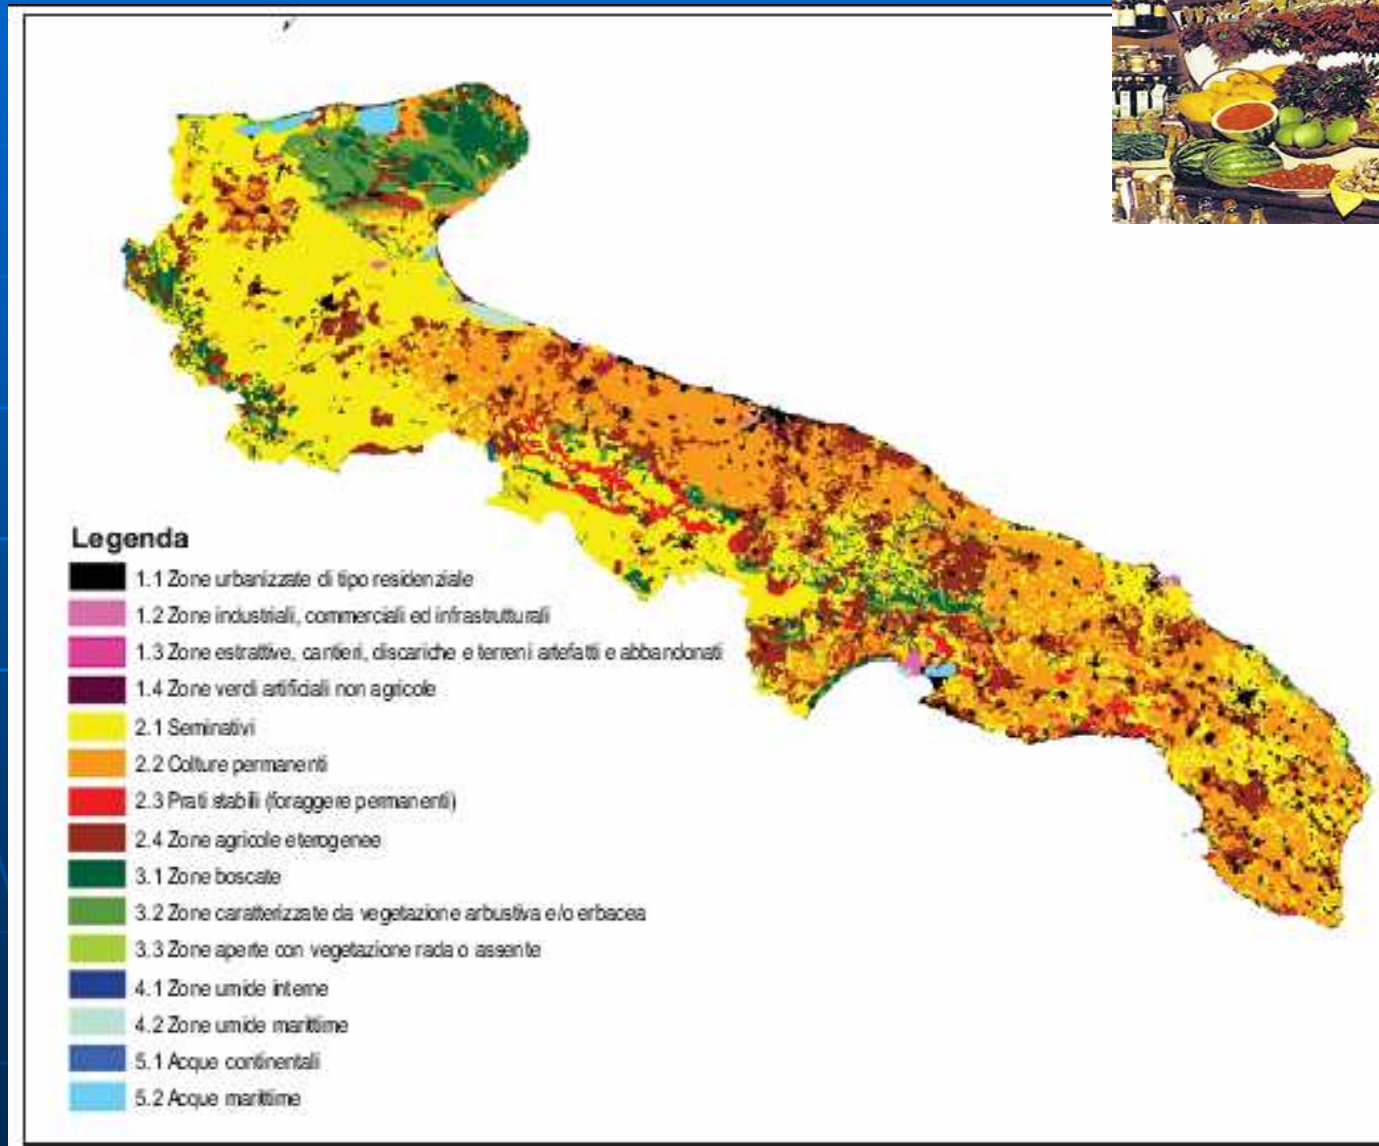 Legenda
1.1 Zone urbanizzate di tipo residenziale
1.2 Zone industriali, commerciali ed infrastrutturali
1.3 Zone estrattive, cantieri, discariche e terreni artefatti e abbandonati
1.4 Zone verdi artificiali non agricole
2.1 Seminativi
2.2 Colture permanenti
2.3 Prati stabili (foraggere permanenti)
2.4 Zone agricole eterogenee
3.1 Zone boscate
3.2 Zone caratterizzate da vegetazione arbustiva e/o erbacea
3.3 Zone aperte con vegetazione rada o assente
4.1 Zone umide interne
4.2 Zone umide marittime
5.1 Acque continentali
5.2 Acque marittime